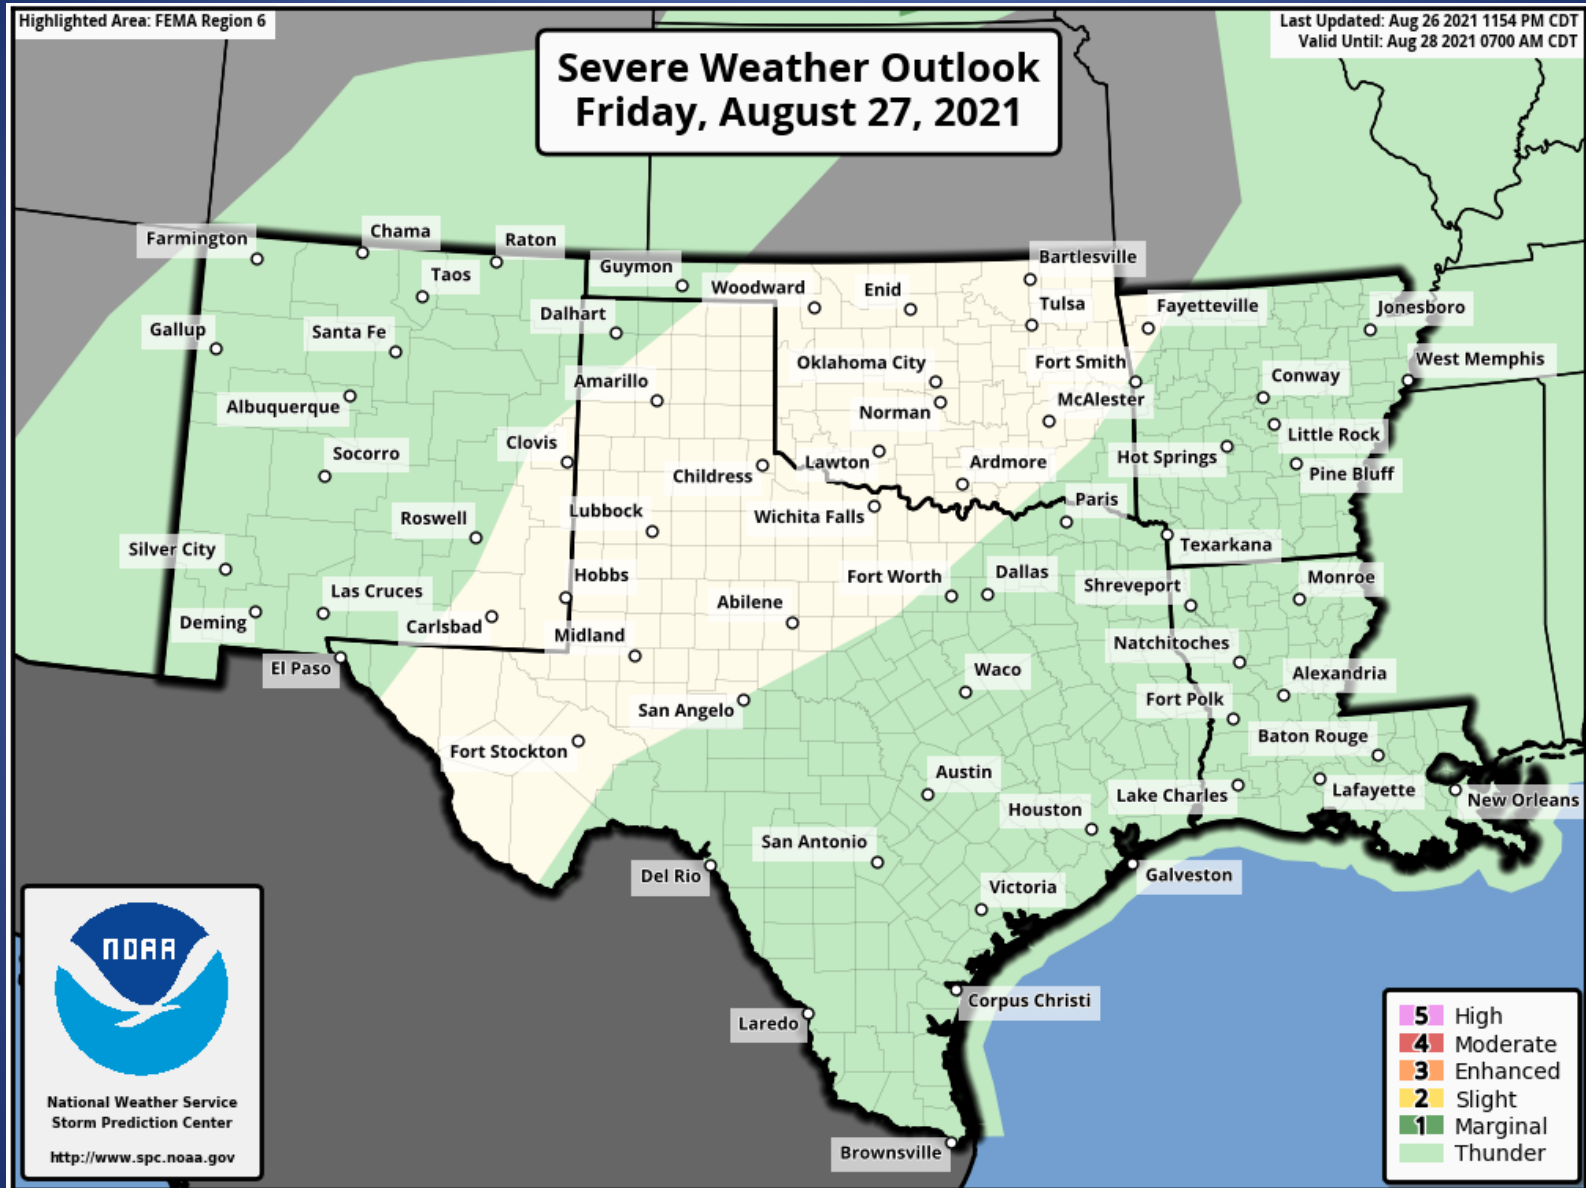 Highlighted Area: FEMA Region 6
Last Updated: Aug 26 2021 1154 PM CDT
Valid Until: Aug 28 2021 0700 AM CDT
Severe Weather Outlook
Friday, August 27, 2021
Farmington
Chama
Raton
Taos
Guymon
Woodward
Enid
Bartlesville
Tulsa
Fayetteville
Jonesboro
Gallup
Santa Fe
Dalhart
Oklahoma City
Fort Smith
West Memphis
Amarillo
Conway
Albuquerque
Norman
McAlester
Little Rock
Clovis
Socorro
Childress
Lawton
Ardmore
Hot Springs
Pine Bluff
Roswell
Lubbock
Wichita Falls
Paris
Texarkana
Silver City
Las Cruces
Hobbs
Fort Worth
Dallas
Shreveport
Monroe
Deming
Carlsbad
Midland
Abilene
Natchitoches
El Paso
Waco
Alexandria
San Angelo
Fort Polk
Fort Stockton
Baton Rouge
Austin
Houston
Lake Charles
Lafayette
New Orleans
San Antonio
Del Rio
Galveston
Victoria
Corpus Christi
Laredo
Brownsville
NOAA
National Weather Service
Storm Prediction Center
http://www.spc.noaa.gov
5 High
4 Moderate
3 Enhanced
2 Slight
1 Marginal
Thunder